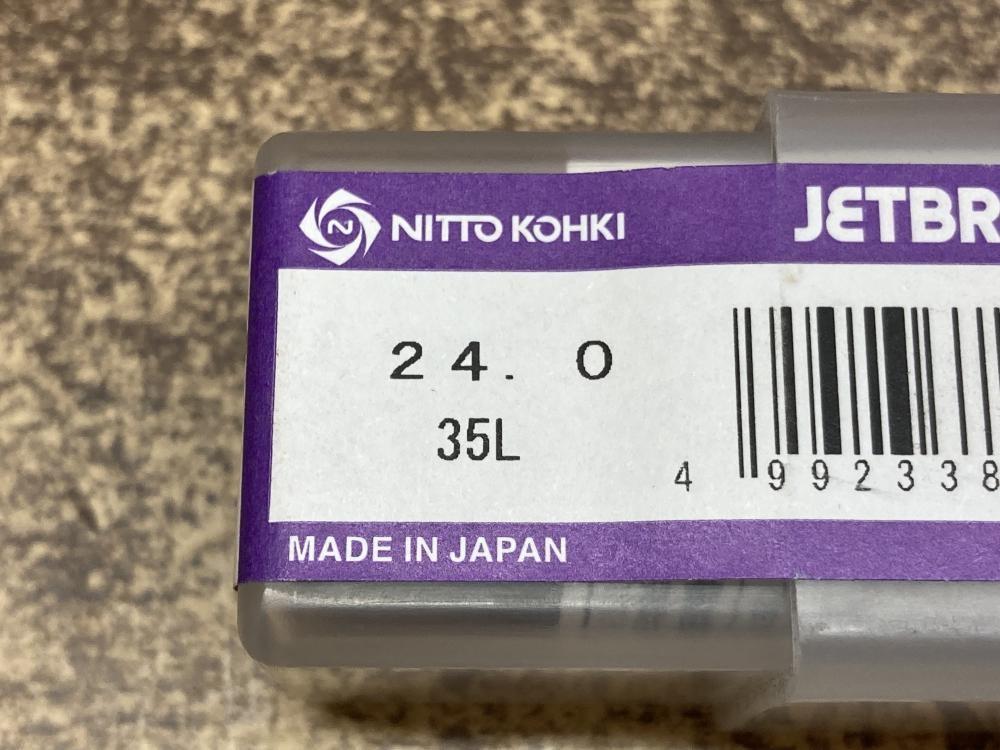 NITTO KOHKI
JETBR
24. 0
35L
4 992338
MADE IN JAPAN